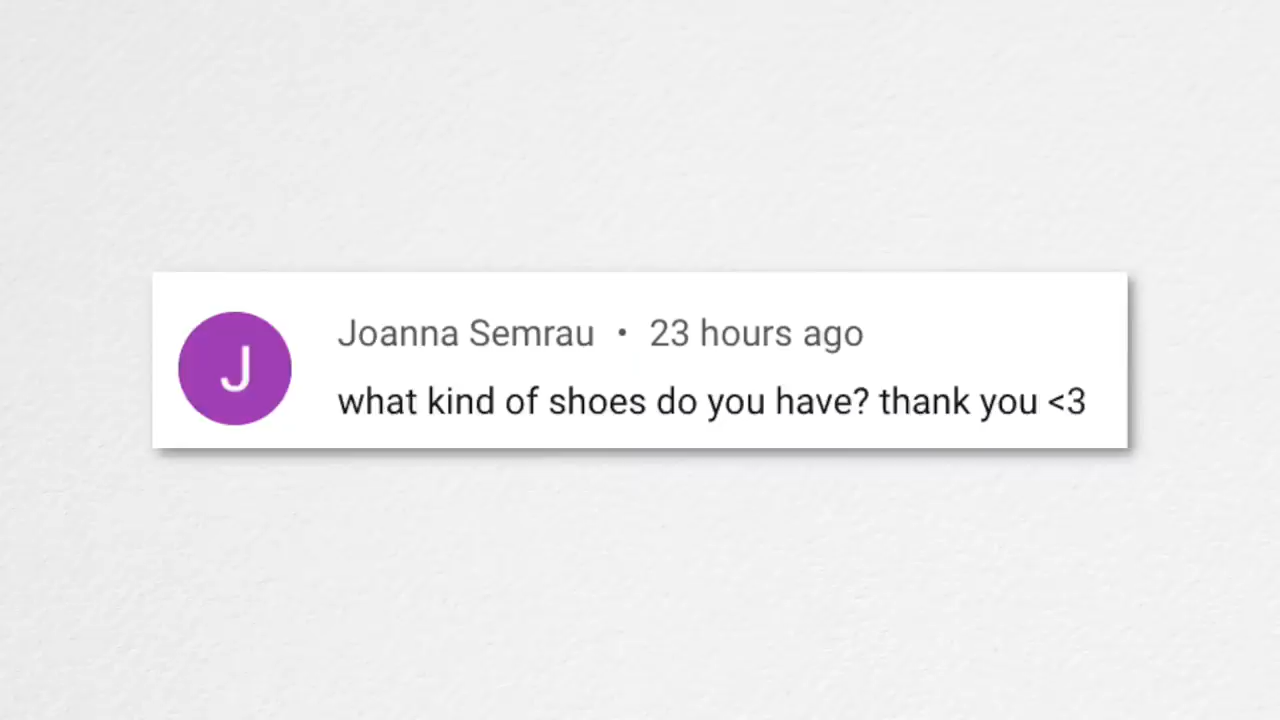 J
Joanna Semrau • 23 hours ago
what kind of shoes do you have? thank you <3